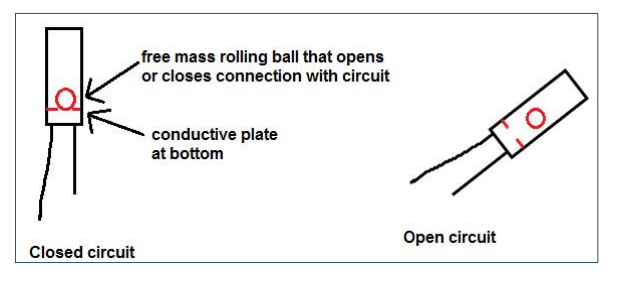 free mass rolling ball that opens
or closes connection with circuit
conductive plate
at bottom
Closed circuit
Open circuit